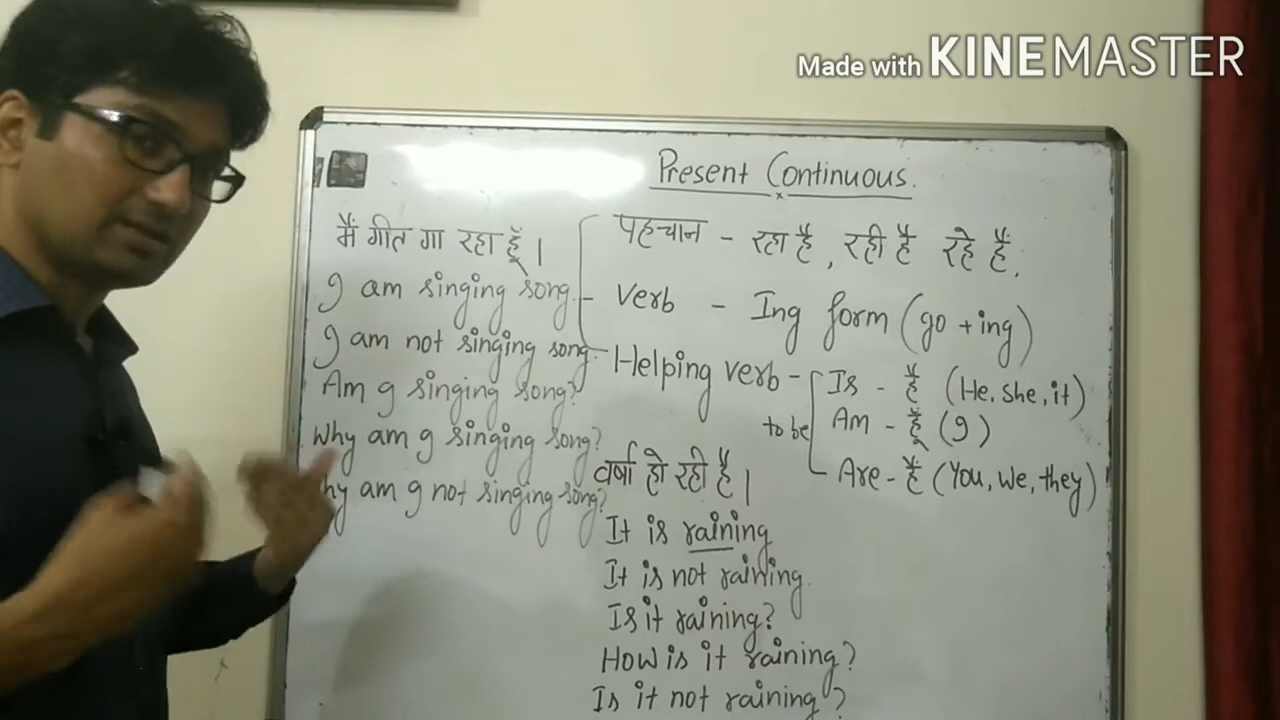 Made with KINEMASTER
Present Continuous.
मैं गीत गा रहा हूँ ।
I am singing song.
I am not singing song.
Am I singing song?
Why am I singing song?
hy am I not singing song?
पहचान - रहा है , रही है रहे हैं.
- Verb - Ing form (go + ing)
Helping verb -
to be
Is - है (He, she, it)
Am - हूँ (I)
Are - हैं (You, we, they)
वर्षा हो रही है ।
It is raining
It is not raining.
Is it raining?
How is it raining?
Is it not raining?